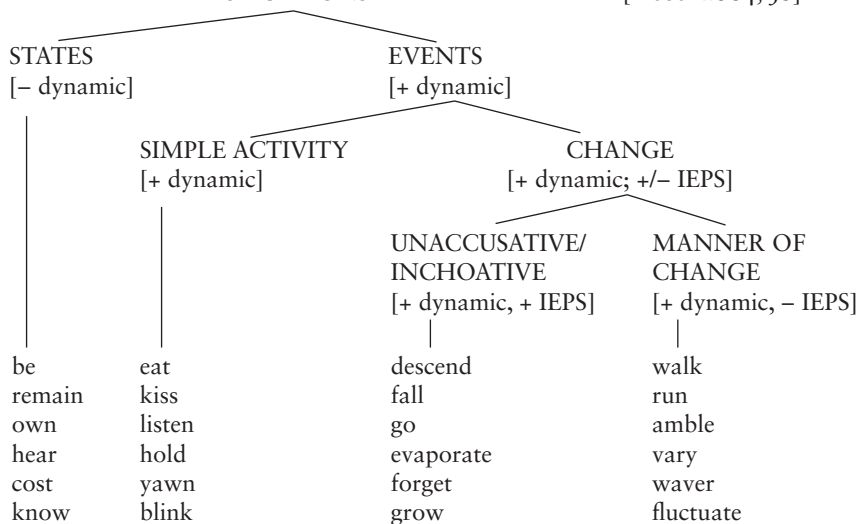 STATES EVENTS
[– dynamic] [+ dynamic]
SIMPLE ACTIVITY CHANGE
[+ dynamic] [+ dynamic; +/– IEPS]
UNACCUSATIVE/ MANNER OF
INCHOATIVE CHANGE
[+ dynamic, + IEPS] [+ dynamic, – IEPS]
be eat descend walk
remain kiss fall run
own listen go amble
hear hold evaporate vary
cost yawn forget waver
know blink grow fluctuate